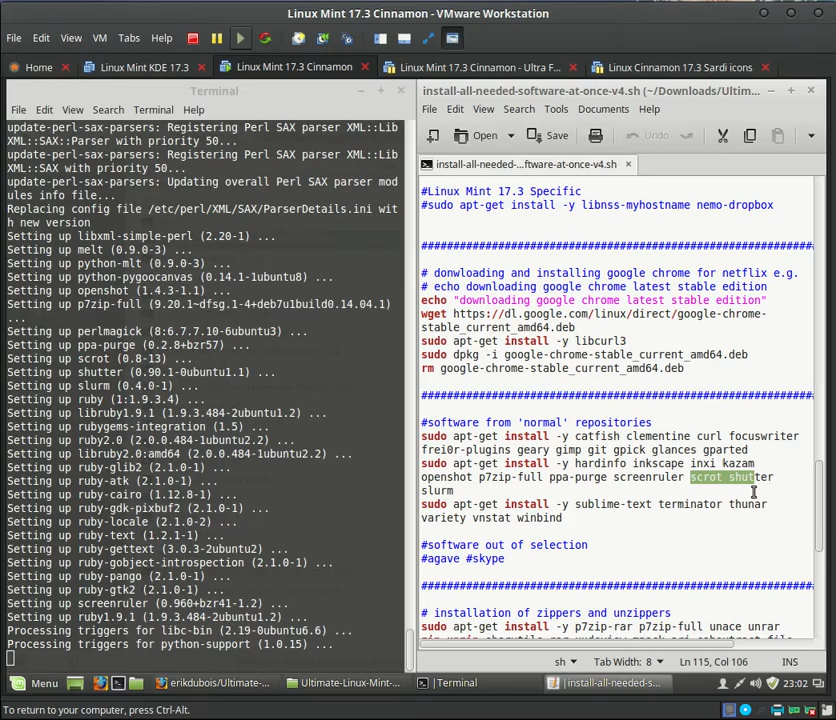 Linux Mint 17.3 Cinnamon - VMware Workstation
File Edit View VM Tabs Help
Home
Linux Mint KDE 17.3
Linux Mint 17.3 Cinnamon
Linux Mint 17.3 Cinnamon - Ultra F...
Linux Cinnamon 17.3 Sardi icons
Terminal
File Edit View Search Terminal Help
update-perl-sax-parsers: Registering Perl SAX parser XML::Lib
XML::SAX::Parser with priority 50...
update-perl-sax-parsers: Registering Perl SAX parser XML::Lib
XML::SAX with priority 50...
update-perl-sax-parsers: Updating overall Perl SAX parser mod
ules info file...
Replacing config file /etc/perl/XML/SAX/ParserDetails.ini wit
h new version
Setting up libxml-simple-perl (2.20-1) ...
Setting up melt (0.9.0-3) ...
Setting up python-mlt (0.9.0-3) ...
Setting up python-pygoocanvas (0.14.1-1ubuntu8) ...
Setting up openshot (1.4.3-1.1) ...
Setting up p7zip-full (9.20.1~dfsg.1-4+deb7u1build0.14.04.1)
...
Setting up perlmagick (8:6.7.7.10-6ubuntu3) ...
Setting up ppa-purge (0.2.8+bzr57) ...
Setting up scrot (0.8-13) ...
Setting up shutter (0.90.1-0ubuntu1.1) ...
Setting up slurm (0.4.0-1) ...
Setting up ruby (1:1.9.3.4) ...
Setting up libruby1.9.1 (1.9.3.484-2ubuntu1.2) ...
Setting up rubygems-integration (1.5) ...
Setting up ruby2.0 (2.0.0.484-1ubuntu2.2) ...
Setting up libruby2.0:amd64 (2.0.0.484-1ubuntu2.2) ...
Setting up ruby-glib2 (2.1.0-2) ...
Setting up ruby-atk (2.1.0-1) ...
Setting up ruby-cairo (1.12.8-1) ...
Setting up ruby-gdk-pixbuf2 (2.1.0-1) ...
Setting up ruby-locale (2.1.0-2) ...
Setting up ruby-text (1.2.1-1) ...
Setting up ruby-gettext (3.0.3-2ubuntu1) ...
Setting up ruby-gobject-introspection (2.1.0-1) ...
Setting up ruby-pango (2.1.0-1) ...
Setting up ruby-gtk2 (2.1.0-1) ...
Setting up screenruler (0.960+bzr41-1.2) ...
Setting up ruby1.9.1 (1.9.3.484-2ubuntu1.2) ...
Processing triggers for libc-bin (2.19-0ubuntu6.6) ...
Processing triggers for python-support (1.0.15) ...
install-all-needed-software-at-once-v4.sh (~/Downloads/Ultim...
File Edit View Search Tools Documents Help
Open Save Undo
install-all-needed-...ftware-at-once-v4.sh
#Linux Mint 17.3 Specific
#sudo apt-get install -y libnss-myhostname nemo-dropbox
##############################################################
# donwloading and installing google chrome for netflix e.g.
# echo downloading google chrome latest stable edition
echo "downloading google chrome latest stable edition"
wget https://dl.google.com/linux/direct/google-chrome-
stable_current_amd64.deb
sudo apt-get install -y libcurl3
sudo dpkg -i google-chrome-stable_current_amd64.deb
rm google-chrome-stable_current_amd64.deb
##############################################################
#software from 'normal' repositories
sudo apt-get install -y catfish clementine curl focuswriter
frei0r-plugins geary gimp git gpick glances gparted
sudo apt-get install -y hardinfo inkscape inxi kazam
openshot p7zip-full ppa-purge screenruler scrot shutter
slurm
sudo apt-get install -y sublime-text terminator thunar
variety vnstat winbind
#software out of selection
#agave #skype
##############################################################
# installation of zippers and unzippers
sudo apt-get install -y p7zip-rar p7zip-full unace unrar
sh Tab Width: 8 Ln 115, Col 106 INS
Menu
erikdubois/Ultimate-...
Ultimate-Linux-Mint-...
Terminal
install-all-needed-s...
23:02
To return to your computer, press Ctrl-Alt.